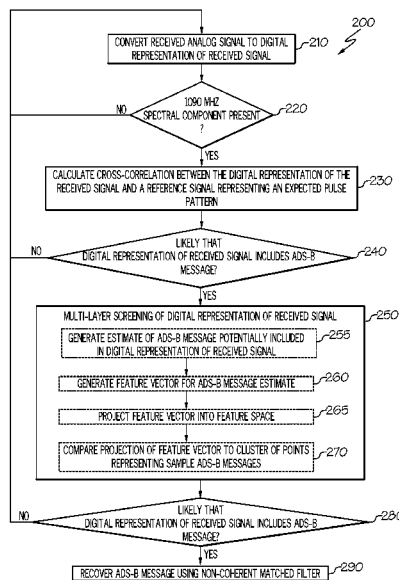 200
CONVERT RECEIVED ANALOG SIGNAL TO DIGITAL
REPRESENTATION OF RECEIVED SIGNAL
210
NO
1090 MHZ
SPECTRAL COMPONENT PRESENT
?
220
YES
CALCULATE CROSS-CORRELATION BETWEEN THE DIGITAL REPRESENTATION OF THE
RECEIVED SIGNAL AND A REFERENCE SIGNAL REPRESENTING AN EXPECTED PULSE
PATTERN
230
NO
LIKELY THAT
DIGITAL REPRESENTATION OF RECEIVED SIGNAL INCLUDES ADS-B
MESSAGE?
240
YES
MULTI-LAYER SCREENING OF DIGITAL REPRESENTATION OF RECEIVED SIGNAL
250
GENERATE ESTIMATE OF ADS-B MESSAGE POTENTIALLY INCLUDED
IN DIGITAL REPRESENTATION OF RECEIVED SIGNAL
255
GENERATE FEATURE VECTOR FOR ADS-B MESSAGE ESTIMATE
260
PROJECT FEATURE VECTOR INTO FEATURE SPACE
265
COMPARE PROJECTION OF FEATURE VECTOR TO CLUSTER OF POINTS
REPRESENTING SAMPLE ADS-B MESSAGES
270
NO
LIKELY THAT
DIGITAL REPRESENTATION OF RECEIVED SIGNAL INCLUDES ADS-B
MESSAGE?
280
YES
RECOVER ADS-B MESSAGE USING NON-COHERENT MATCHED FILTER
290